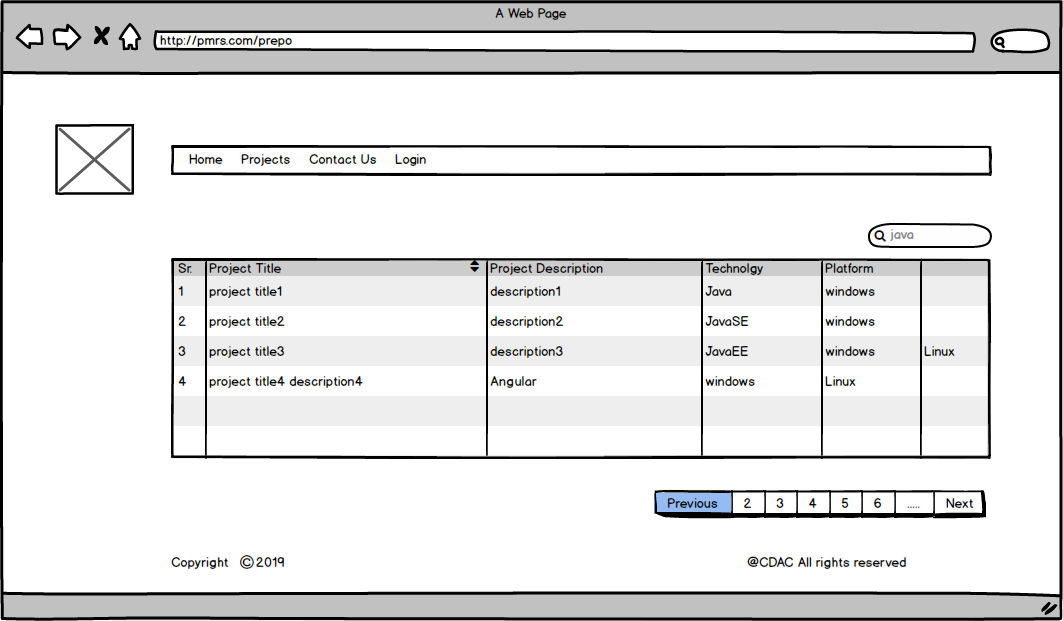 A Web Page
http://pmrs.com/prepo
Home Projects Contact Us Login
java
Sr. Project Title Project Description Technolgy Platform
1 project title1 description1 Java windows
2 project title2 description2 JavaSE windows
3 project title3 description3 JavaEE windows Linux
4 project title4 description4 Angular windows Linux
Previous 2 3 4 5 6 ..... Next
Copyright ©2019 @CDAC All rights reserved